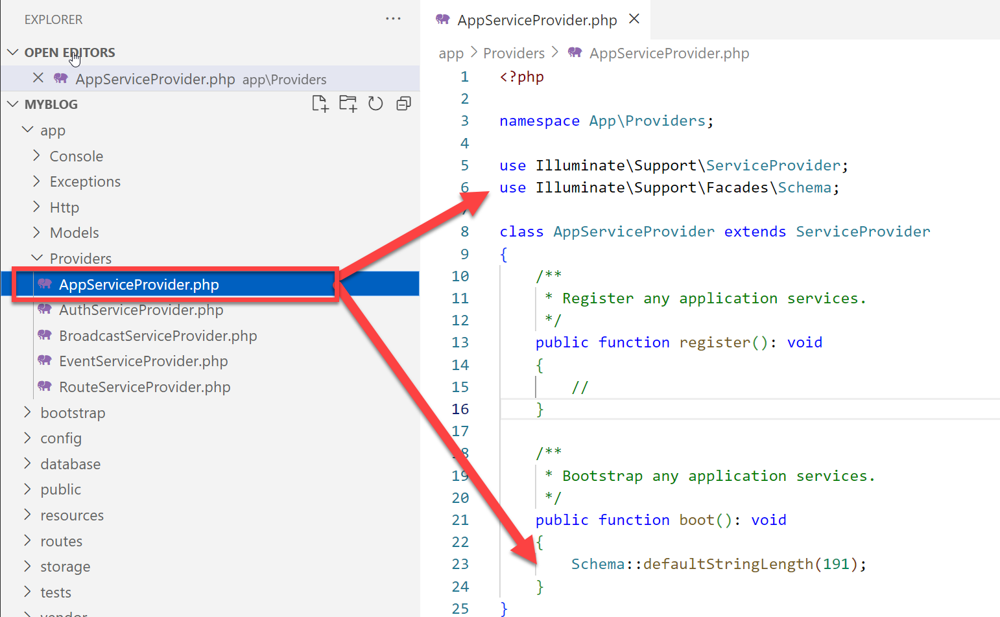 EXPLORER
OPEN EDITORS
AppServiceProvider.php app\Providers
MYBLOG
app
Console
Exceptions
Http
Models
Providers
AppServiceProvider.php
AuthServiceProvider.php
BroadcastServiceProvider.php
EventServiceProvider.php
RouteServiceProvider.php
bootstrap
config
database
public
resources
routes
storage
tests
vendor
AppServiceProvider.php
app > Providers > AppServiceProvider.php
1 <?php
2
3 namespace App\Providers;
4
5 use Illuminate\Support\ServiceProvider;
6 use Illuminate\Support\Facades\Schema;
7
8 class AppServiceProvider extends ServiceProvider
9 {
10 /**
11 * Register any application services.
12 */
13 public function register(): void
14 {
15 //
16 }
17
18 /**
19 * Bootstrap any application services.
20 */
21 public function boot(): void
22 {
23 Schema::defaultStringLength(191);
24 }
25 }